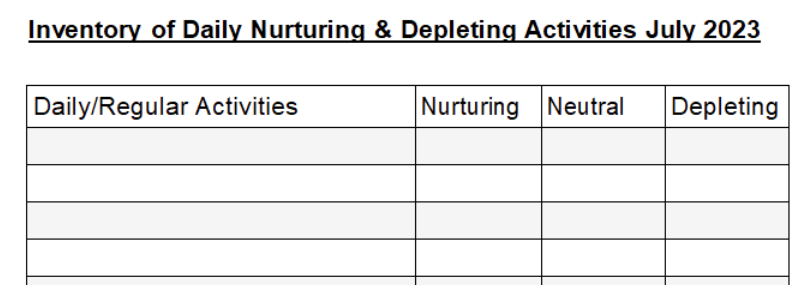 Inventory of Daily Nurturing & Depleting Activities July 2023
Daily/Regular Activities Nurturing Neutral Depleting